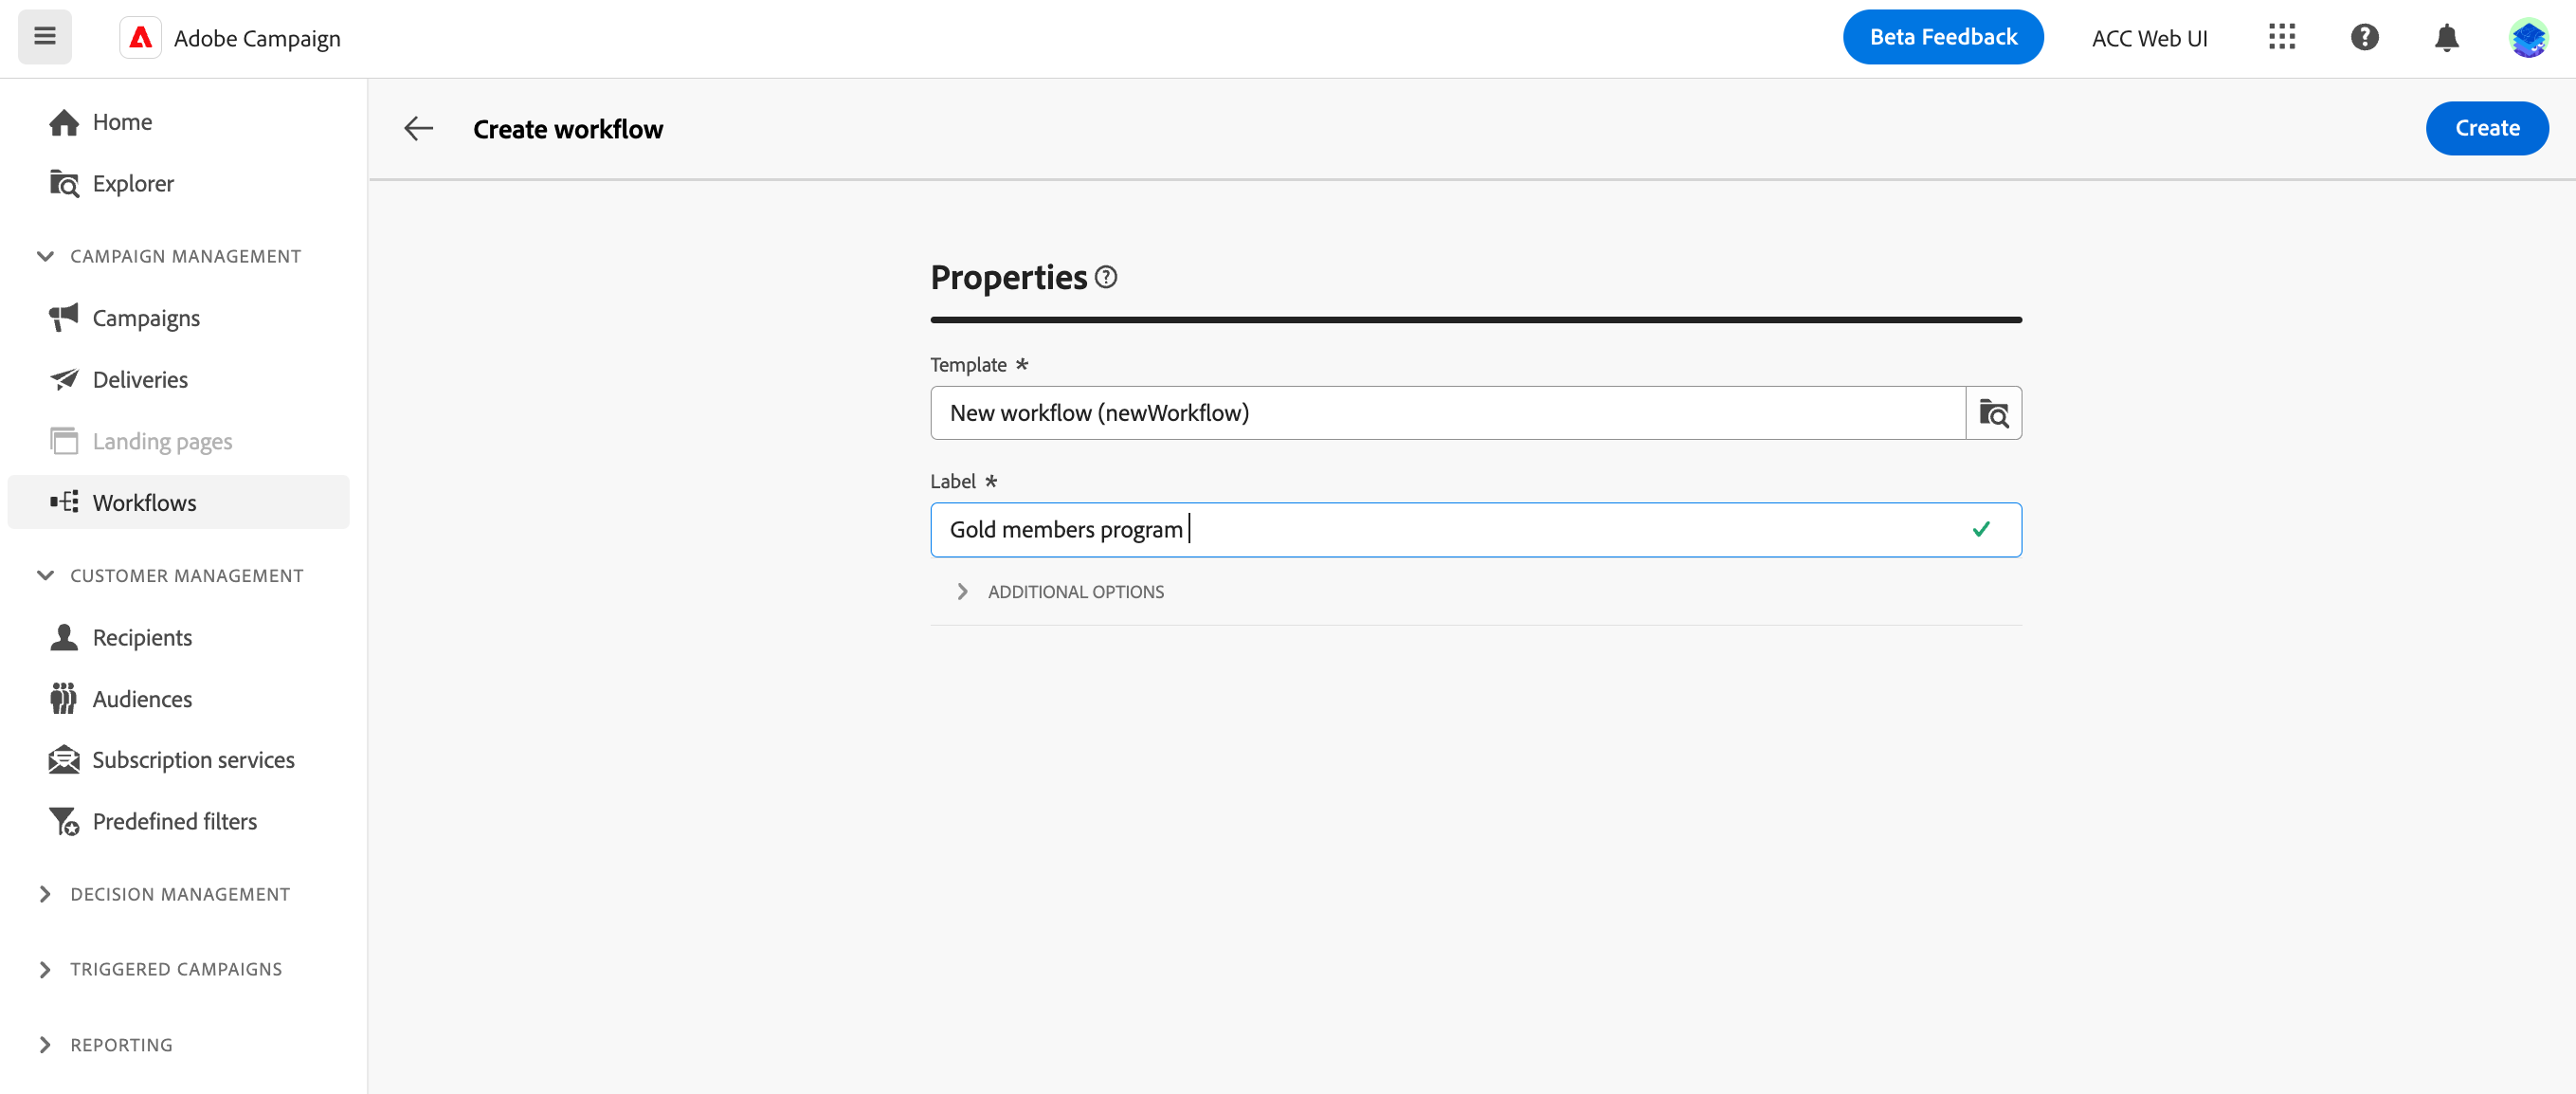 Adobe Campaign
Beta Feedback
ACC Web UI
Home
Explorer
CAMPAIGN MANAGEMENT
Campaigns
Deliveries
Landing pages
Workflows
CUSTOMER MANAGEMENT
Recipients
Audiences
Subscription services
Predefined filters
DECISION MANAGEMENT
TRIGGERED CAMPAIGNS
REPORTING
Create workflow
Create
Properties
Template *
New workflow (newWorkflow)
Label *
Gold members program
ADDITIONAL OPTIONS